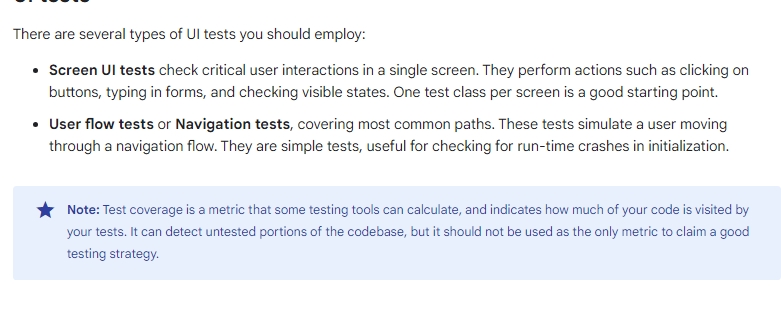 There are several types of UI tests you should employ:
• Screen UI tests check critical user interactions in a single screen. They perform actions such as clicking on
buttons, typing in forms, and checking visible states. One test class per screen is a good starting point.
• User flow tests or Navigation tests, covering most common paths. These tests simulate a user moving
through a navigation flow. They are simple tests, useful for checking for run-time crashes in initialization.
Note: Test coverage is a metric that some testing tools can calculate, and indicates how much of your code is visited by
your tests. It can detect untested portions of the codebase, but it should not be used as the only metric to claim a good
testing strategy.